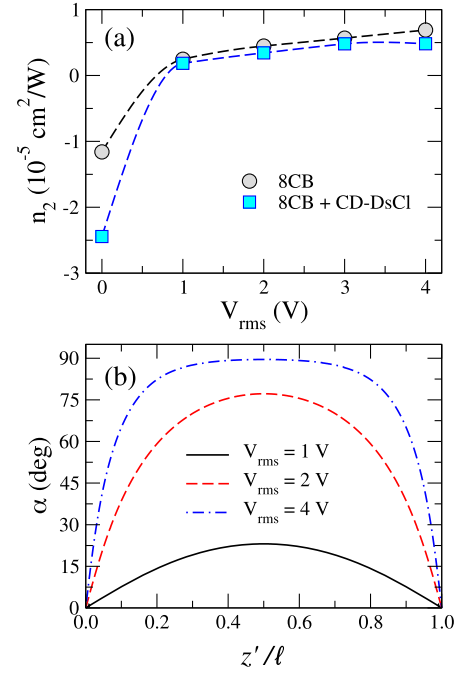 (a)
n2 (10-5 cm2/W)
1
0
-1
-2
-3
8CB
8CB + CD-DsCl
0 1 2 3 4
Vrms (V)
(b)
α (deg)
90
75
60
45
30
15
0
Vrms = 1 V
Vrms = 2 V
Vrms = 4 V
0.0 0.2 0.4 0.6 0.8 1.0
z'/ℓ